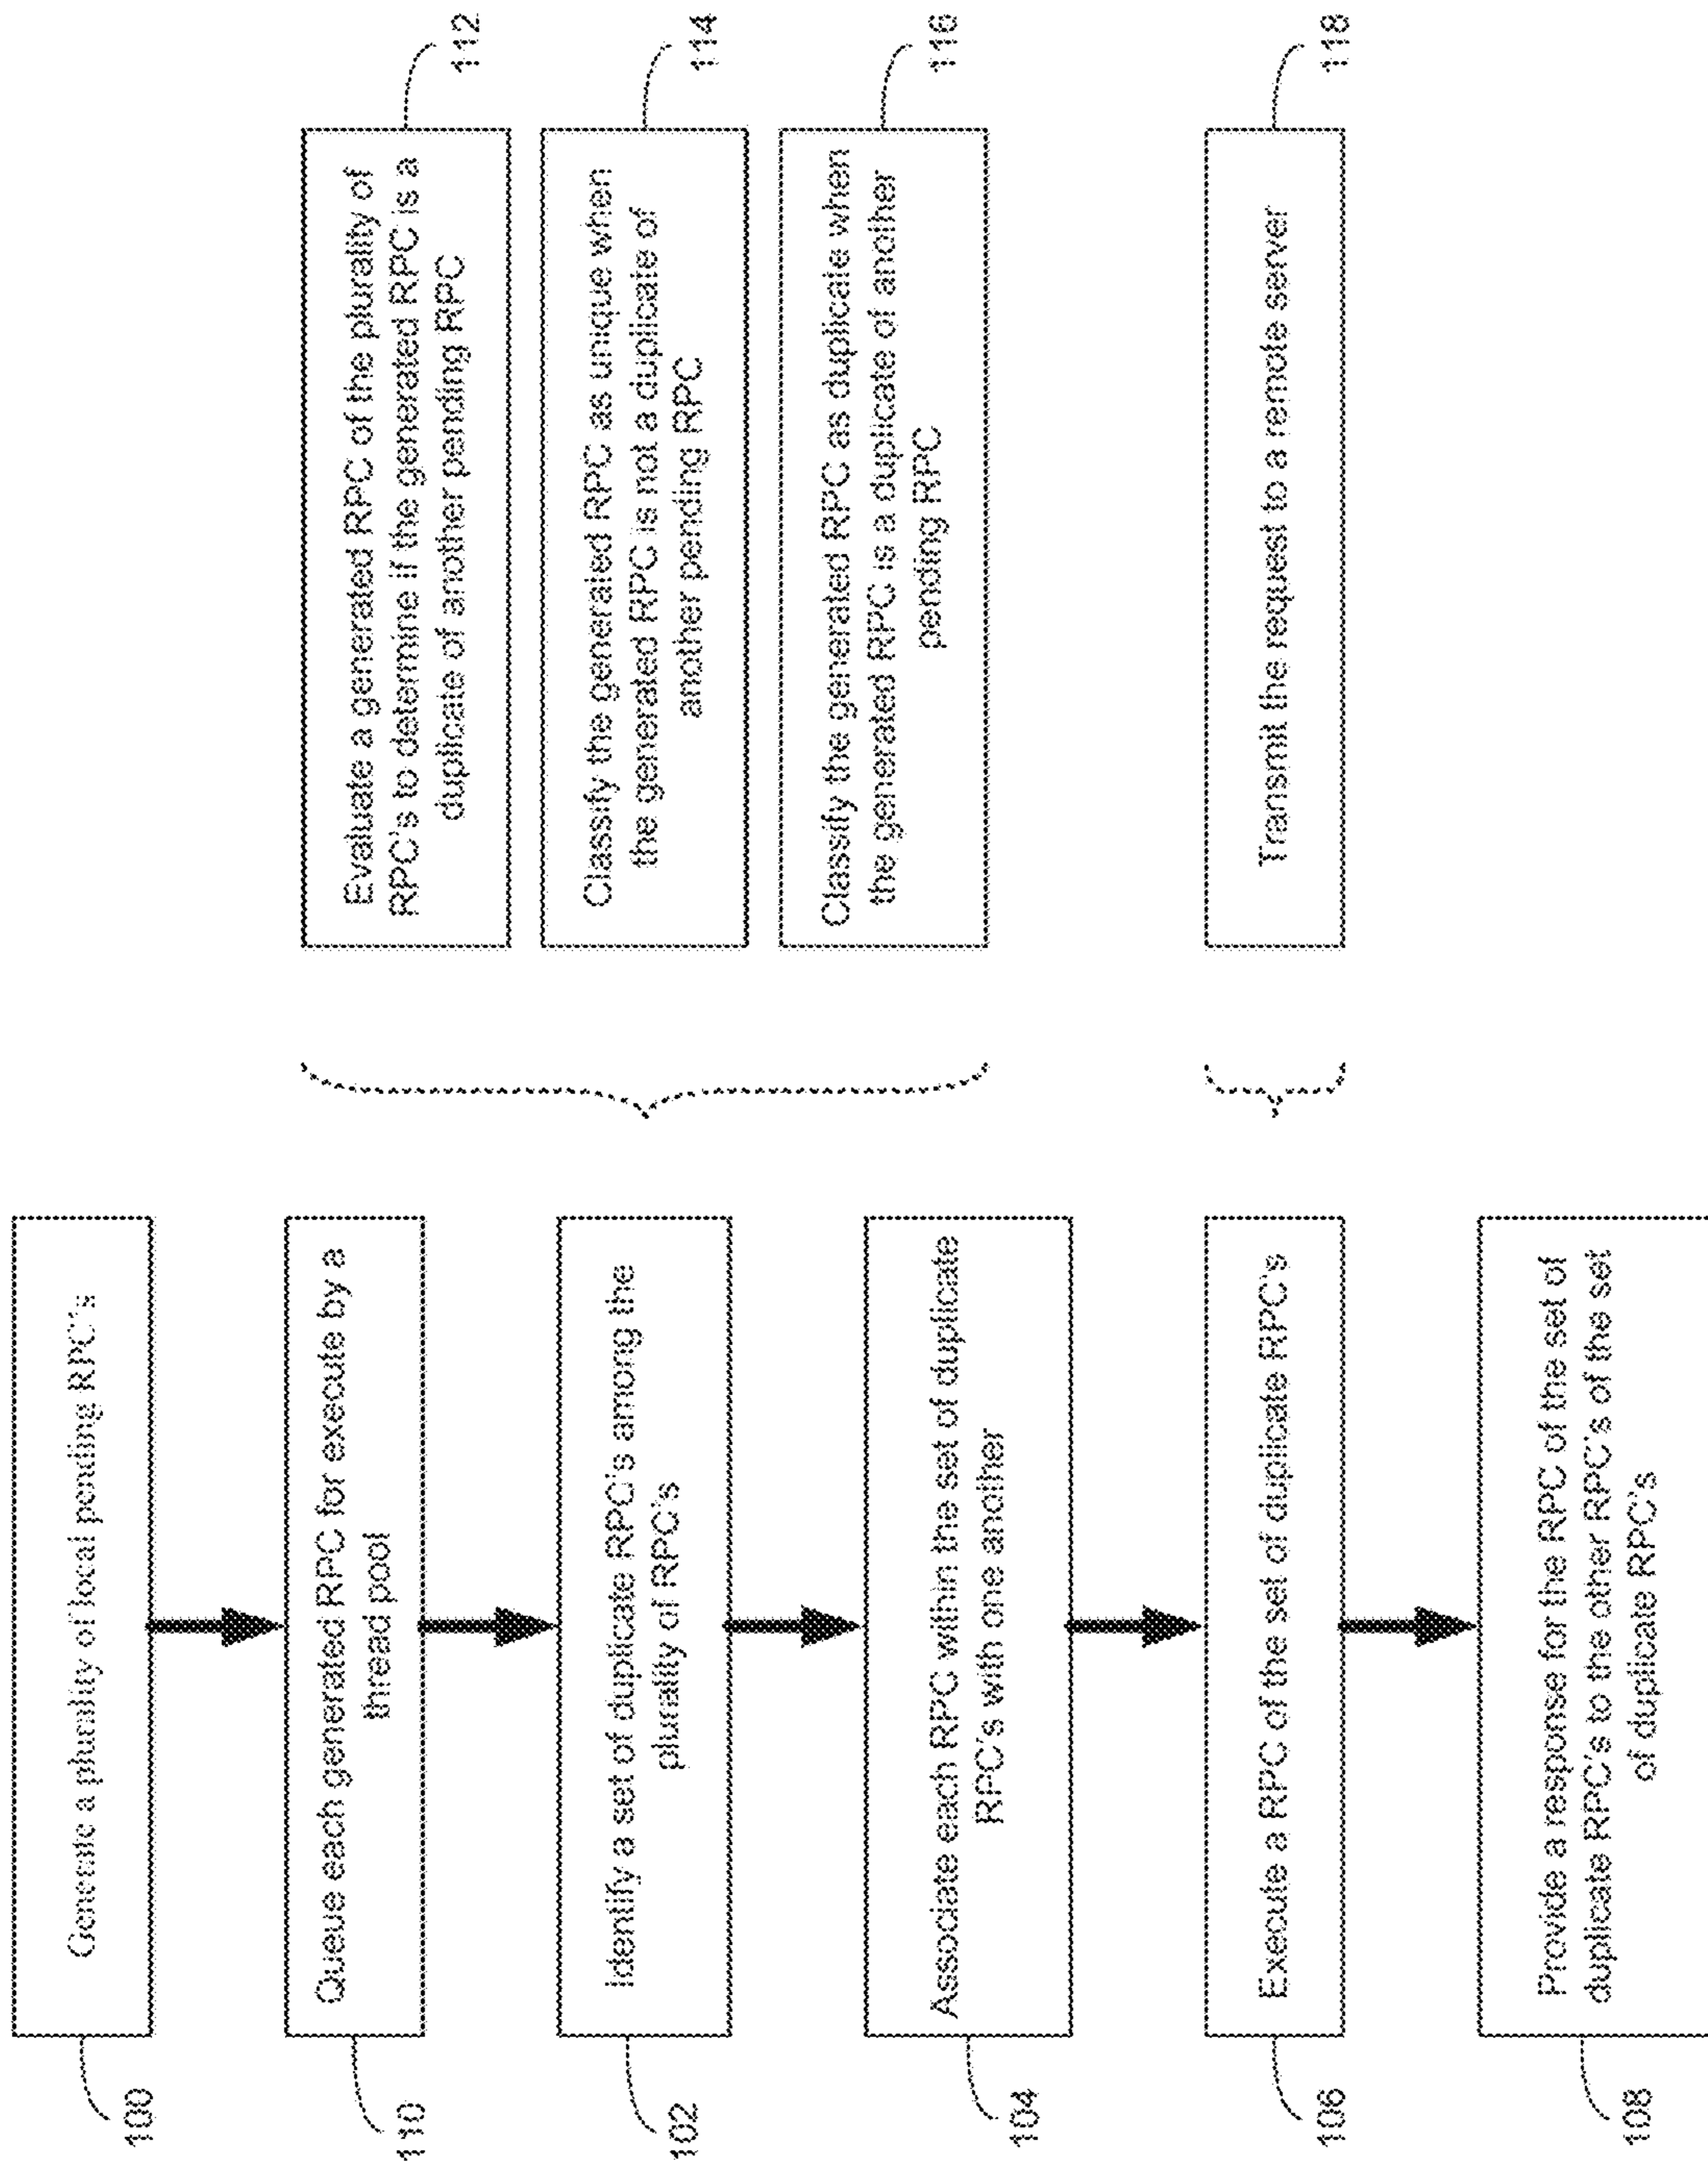 100
Generate a plurality of local pending RPC's
110
Queue each generated RPC for execute by a
thread pool
102
Identify a set of duplicate RPC's among the
plurality of RPC's
104
Associate each RPC within the set of duplicate
RPC's with one another
106
Execute a RPC of the set of duplicate RPC's
108
Provide a response for the RPC of the set of
duplicate RPC's to the other RPC's of the set
of duplicate RPC's
112
Evaluate a generated RPC of the plurality of
RPC's to determine if the generated RPC is a
duplicate of another pending RPC
114
Classify the generated RPC as unique when
the generated RPC is not a duplicate of
another pending RPC
116
Classify the generated RPC as duplicate when
the generated RPC is a duplicate of another
pending RPC
118
Transmit the request to a remote server